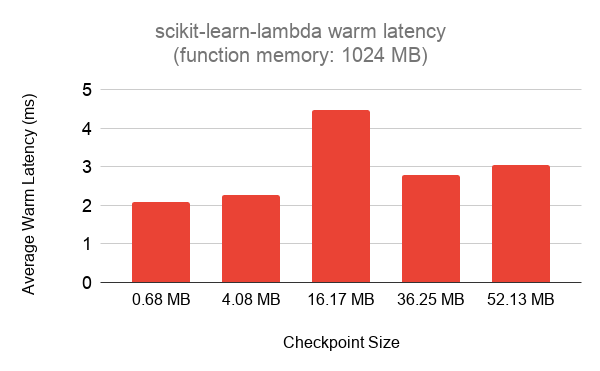 scikit-learn-lambda warm latency
(function memory: 1024 MB)
Average Warm Latency (ms)
5
4
3
2
1
0
0.68 MB 4.08 MB 16.17 MB 36.25 MB 52.13 MB
Checkpoint Size